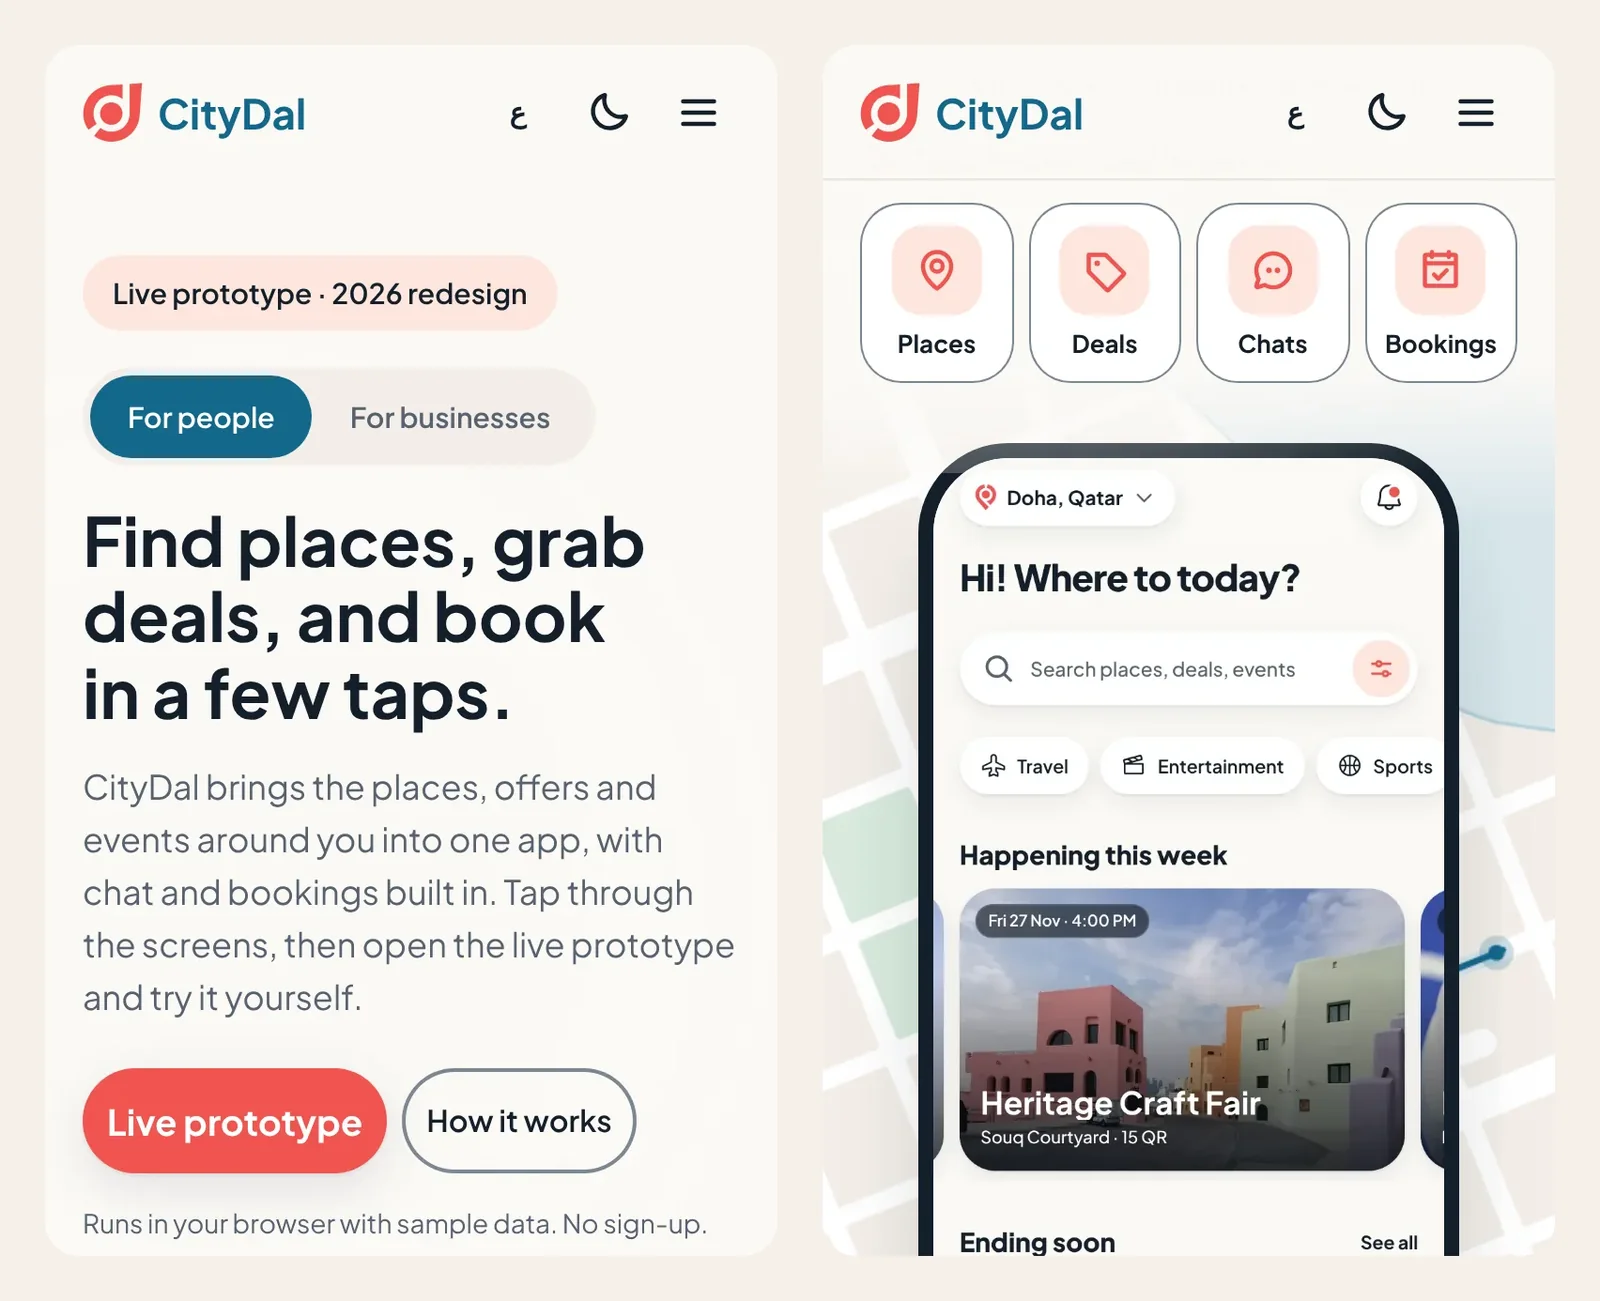 CityDal
ع
Live prototype · 2026 redesign
For people
For businesses
Find places, grab
deals, and book
in a few taps.
CityDal brings the places, offers and
events around you into one app, with
chat and bookings built in. Tap through
the screens, then open the live prototype
and try it yourself.
Live prototype
How it works
Runs in your browser with sample data. No sign-up.
CityDal
ع
Places
Deals
Chats
Bookings
Doha, Qatar
Hi! Where to today?
Search places, deals, events
Travel
Entertainment
Sports
Happening this week
Fri 27 Nov · 4:00 PM
Heritage Craft Fair
Souq Courtyard · 15 QR
Ending soon
See all